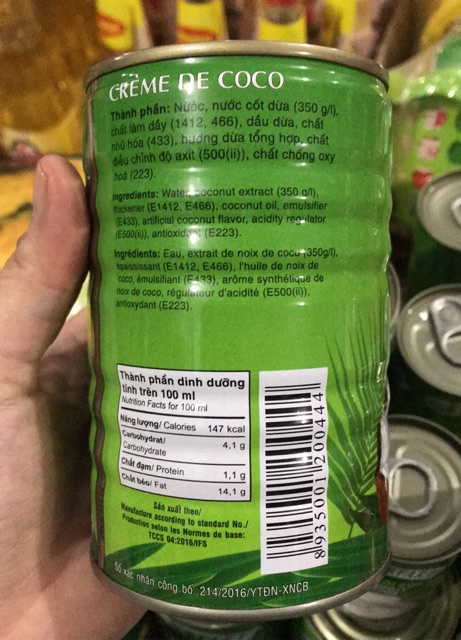 CRÈME DE COCO
Thành phần: Nước, nước cốt dừa (350 g/l),
chất làm dầy (1412, 466), dầu dừa, chất
nhũ hóa (433), hương dừa tổng hợp, chất
điều chỉnh độ axit (500(ii)), chất chống oxy
hoá (223).
Ingredients: Water, coconut extract (350 g/l),
thickener (E1412, E466), coconut oil, emulsifier
(E433), artificial coconut flavor, acidity regulator
(E500(ii)), antioxidant (E223).
Ingrédients: Eau, extrait de noix de coco (350g/l),
épaississant (E1412, E466), l'huile de noix de
coco, émulsifiant (E433), arôme synthétique de
noix de coco, régulateur d'acidité (E500(ii)),
antioxydant (E223).
Thành phần dinh dưỡng
tính trên 100 ml
Nutrition Facts for 100 ml
Năng lượng/ Calories 147 kcal
Carbohydrat/
Carbohydrate 4,1 g
Chất đạm/ Protein 1,1 g
Chất béo/ Fat 14,1 g
Sản xuất theo/
Manufacture according to standard No./
Production selon les Normes de base:
TCCS 04:2016/IFS
Số xác nhận công bố: 214/2016/YTĐN-XNCB
8935001200444